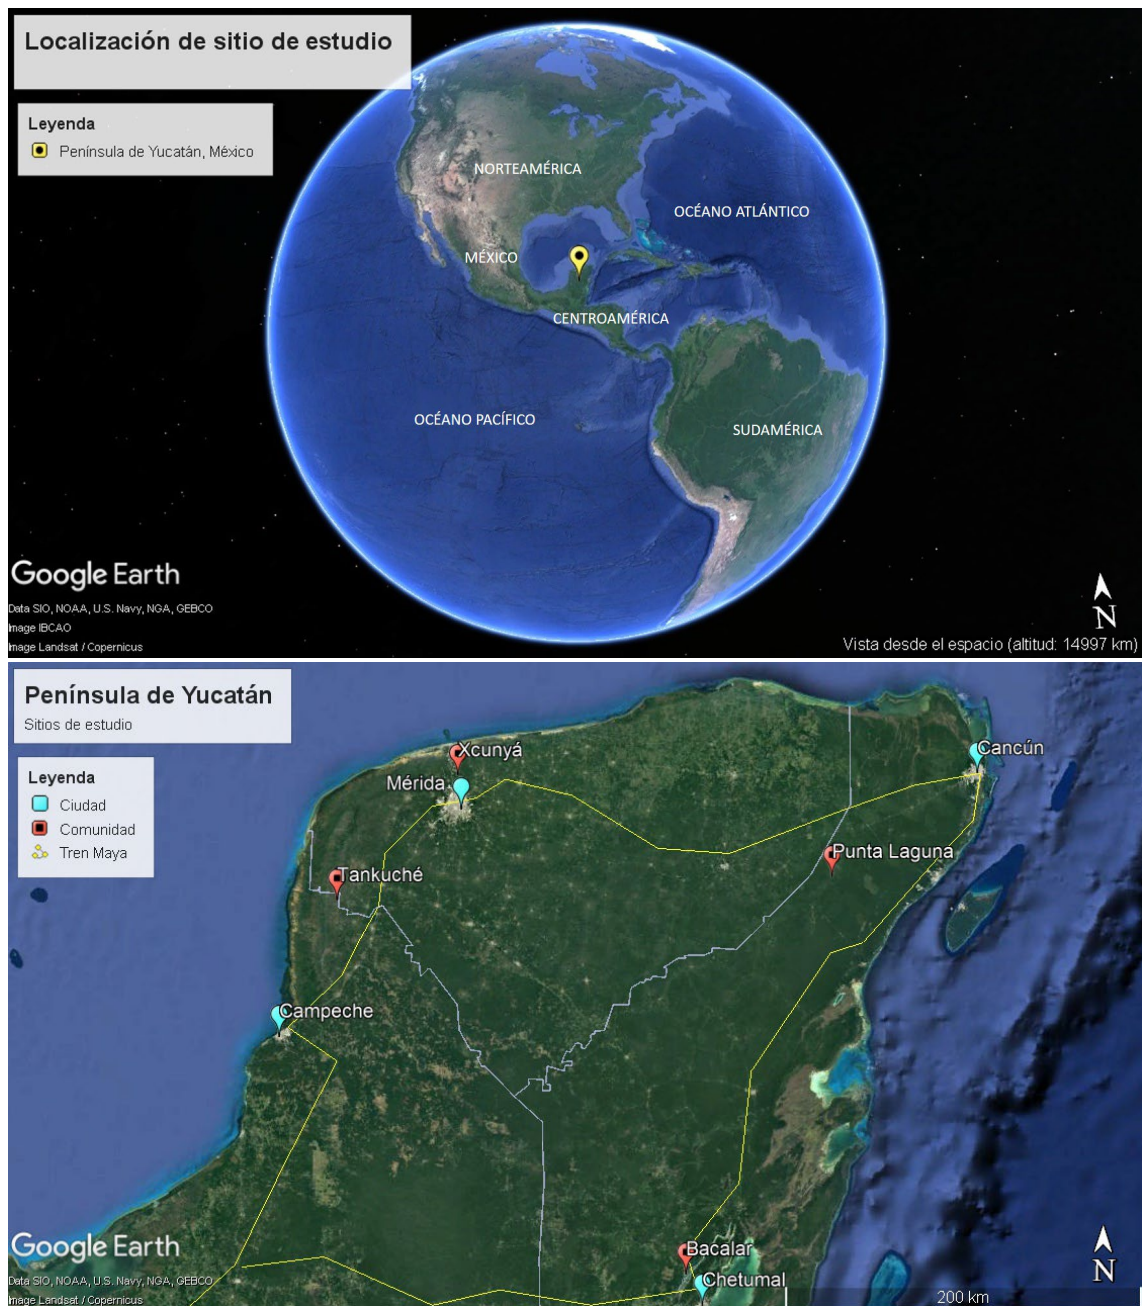 Localización de sitio de estudio
Leyenda
Península de Yucatán, México
NORTEAMÉRICA
OCÉANO ATLÁNTICO
MÉXICO
CENTROAMÉRICA
OCÉANO PACÍFICO
SUDAMÉRICA
Google Earth
Data SIO, NOAA, U.S. Navy, NGA, GEBCO
Image IBCAO
Image Landsat / Copernicus
N
Vista desde el espacio (altitud: 14997 km)
Península de Yucatán
Sitios de estudio
Leyenda
Ciudad
Comunidad
Tren Maya
Xcunyá
Cancún
Mérida
Punta Laguna
Tankuché
Campeche
Bacalar
Chetumal
Google Earth
Data SIO, NOAA, U.S. Navy, NGA, GEBCO
Image Landsat / Copernicus
N
200 km